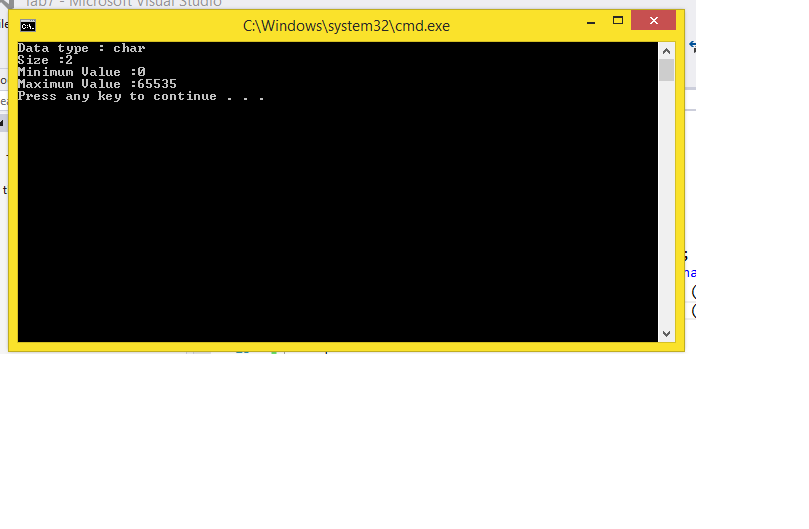 lab7 - Microsoft Visual Studio
C:\Windows\system32\cmd.exe
Data type : char
Size :2
Minimum Value :0
Maximum Value :65535
Press any key to continue . . .